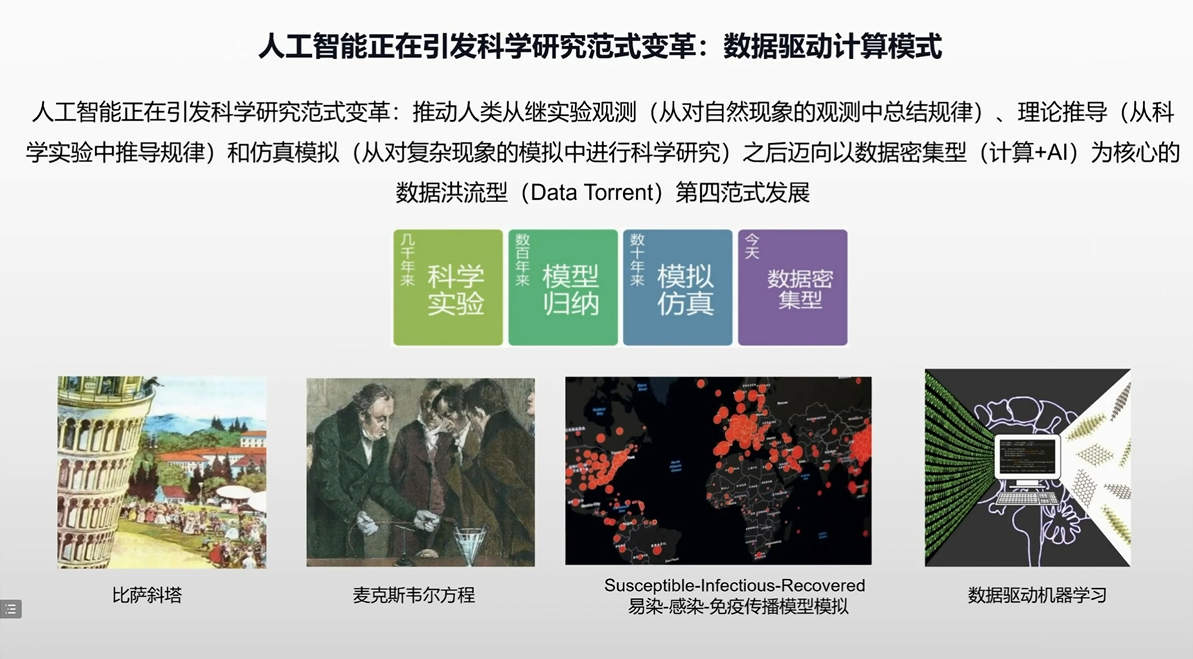 人工智能正在引发科学研究范式变革：数据驱动计算模式
人工智能正在引发科学研究范式变革：推动人类从继实验观测（从对自然现象的观测中总结规律）、理论推导（从科
学实验中推导规律）和仿真模拟（从对复杂现象的模拟中进行科学研究）之后迈向以数据密集型（计算+AI）为核心的
数据洪流型（Data Torrent）第四范式发展
几千年来
科学
实验
数百年来
模型
归纳
数十年来
模拟
仿真
今天
数据密
集型
比萨斜塔
麦克斯韦尔方程
Susceptible-Infectious-Recovered
易染-感染-免疫传播模型模拟
数据驱动机器学习